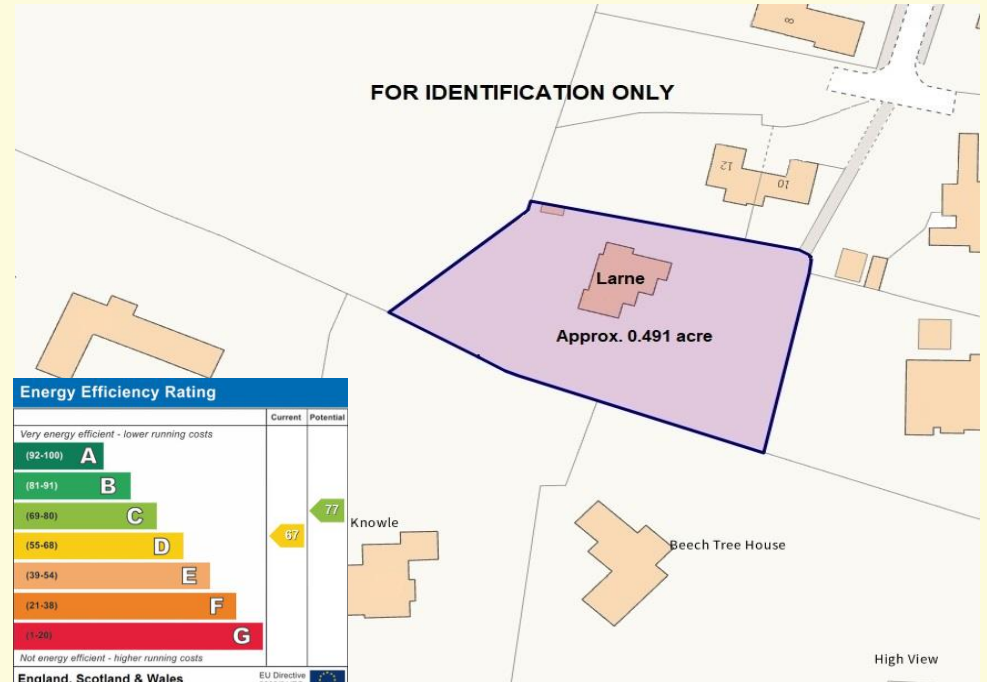 8
FOR IDENTIFICATION ONLY
12
10
Larne
Approx. 0.491 acre
Energy Efficiency Rating
Current Potential
Very energy efficient - lower running costs
(92-100) A
(81-91) B
(69-80) C
77
Knowle
(55-68) D
67
Beech Tree House
(39-54) E
(21-38) F
(1-20) G
Not energy efficient - higher running costs
High View
England, Scotland & Wales
EU Directive